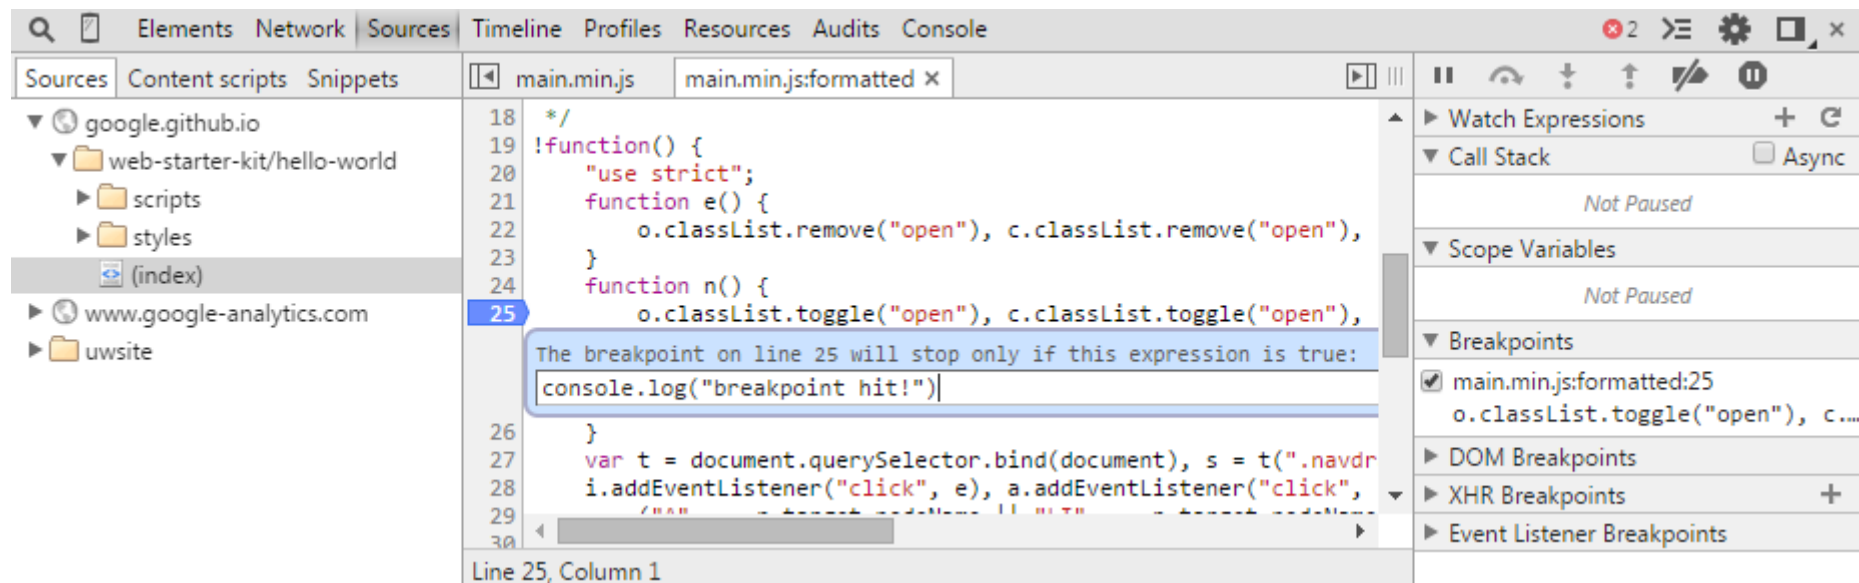 Elements Network Sources Timeline Profiles Resources Audits Console 2
Sources Content scripts Snippets
google.github.io
web-starter-kit/hello-world
scripts
styles
(index)
www.google-analytics.com
uwsite
main.min.js main.min.js:formatted ×
18 */
19 !function() {
20 "use strict";
21 function e() {
22 o.classList.remove("open"), c.classList.remove("open"),
23 }
24 function n() {
25 o.classList.toggle("open"), c.classList.toggle("open"),
The breakpoint on line 25 will stop only if this expression is true:
console.log("breakpoint hit!")
26 }
27 var t = document.querySelector.bind(document), s = t(".navdr
28 i.addEventListener("click", e), a.addEventListener("click",
29
30
Line 25, Column 1
Watch Expressions
Call Stack Async
Not Paused
Scope Variables
Not Paused
Breakpoints
main.min.js:formatted:25
o.classList.toggle("open"), c.…
DOM Breakpoints
XHR Breakpoints
Event Listener Breakpoints